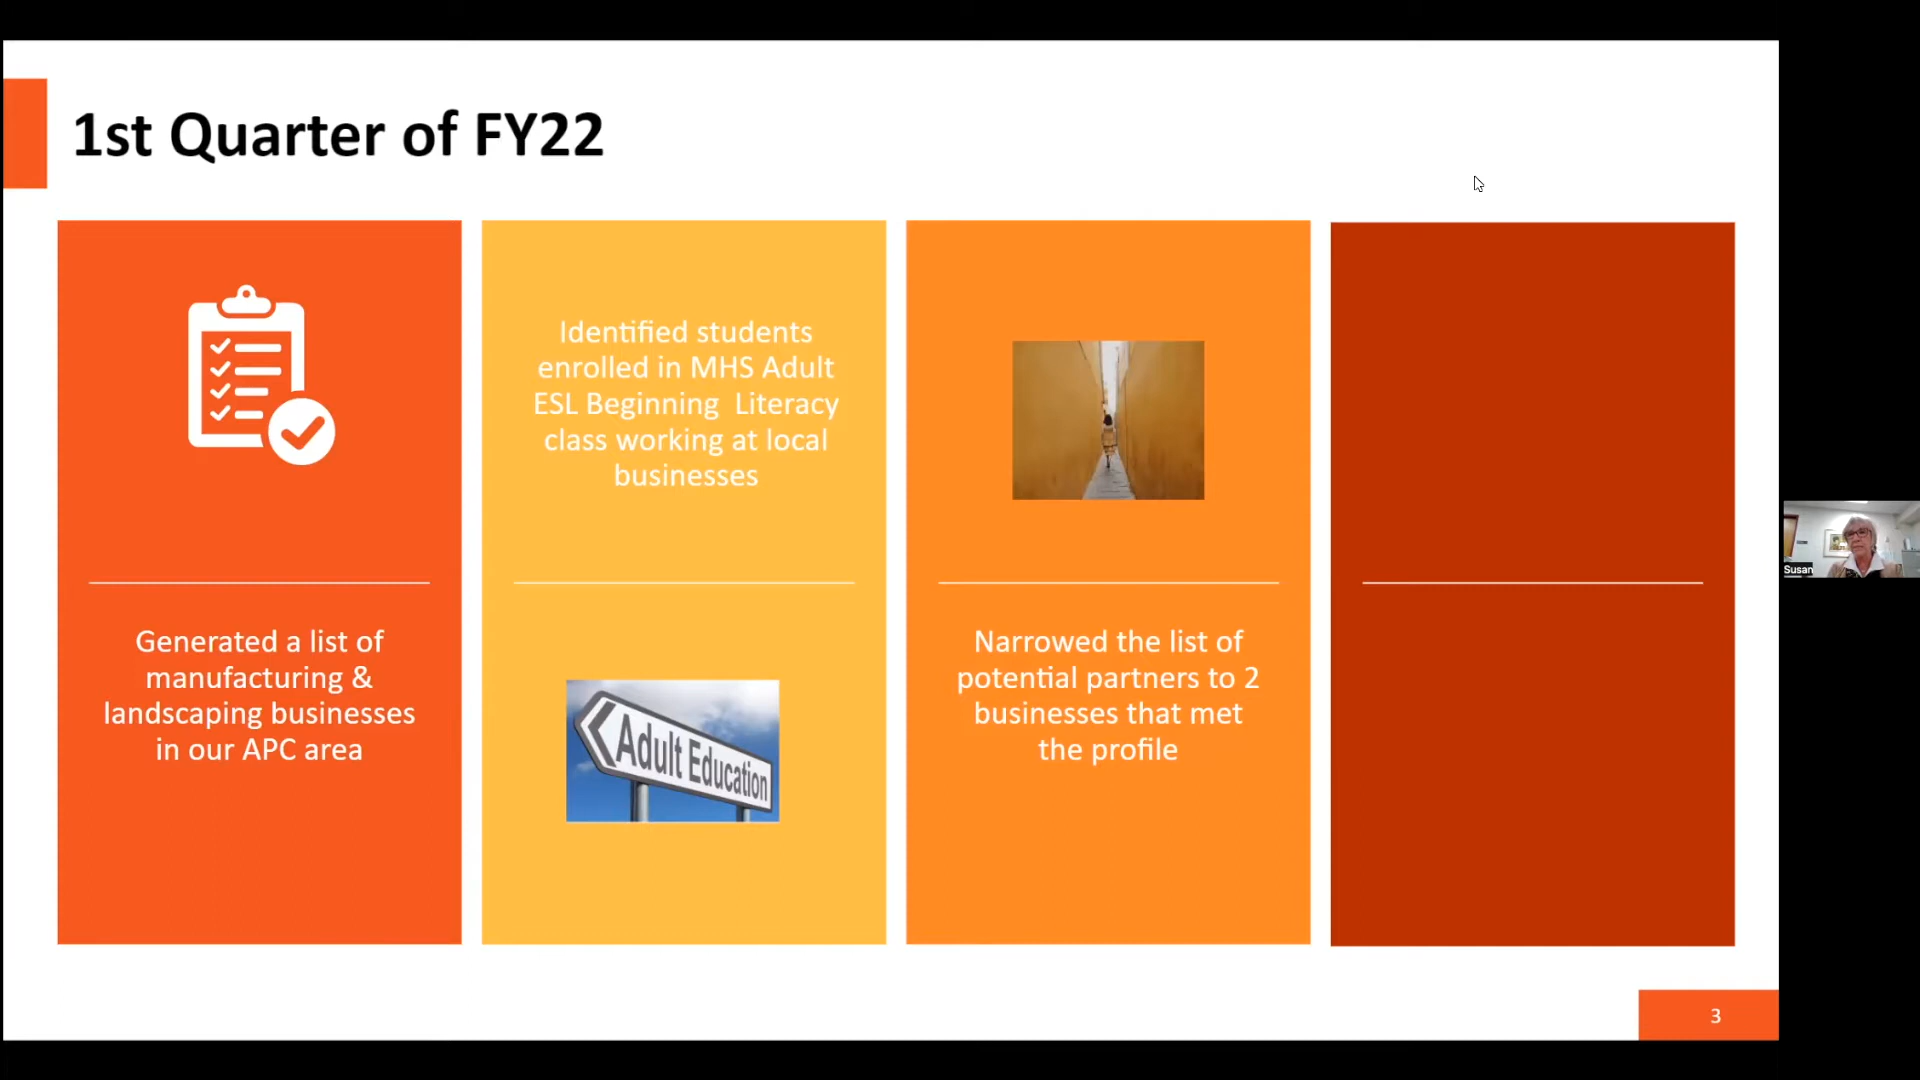 1st Quarter of FY22
Generated a list of
manufacturing &
landscaping businesses
in our APC area
Identified students
enrolled in MHS Adult
ESL Beginning  Literacy
class working at local
businesses
Adult Education
Narrowed the list of
potential partners to 2
businesses that met
the profile
Susan
3